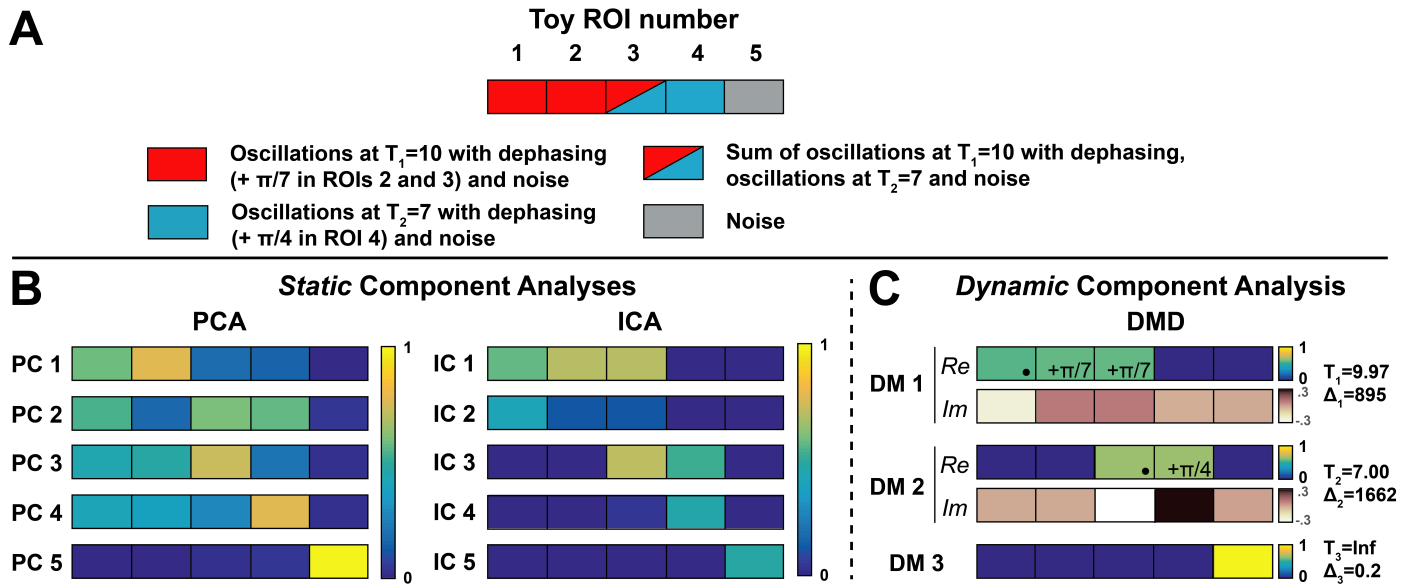 A
Toy ROI number
1 2 3 4 5
Oscillations at T1=10 with dephasing
(+ π/7 in ROIs 2 and 3) and noise
Oscillations at T2=7 with dephasing
(+ π/4 in ROI 4) and noise
Sum of oscillations at T1=10 with dephasing,
oscillations at T2=7 and noise
Noise
B
Static Component Analyses
PCA
PC 1
PC 2
PC 3
PC 4
PC 5
1
0
ICA
IC 1
IC 2
IC 3
IC 4
IC 5
1
0
C
Dynamic Component Analysis
DMD
DM 1
Re
+π/7 +π/7
Im
1
0
.3
-.3
T1=9.97
Δ1=895
DM 2
Re
+π/4
Im
1
0
.3
-.3
T2=7.00
Δ2=1662
DM 3
1
0
T3=Inf
Δ3=0.2